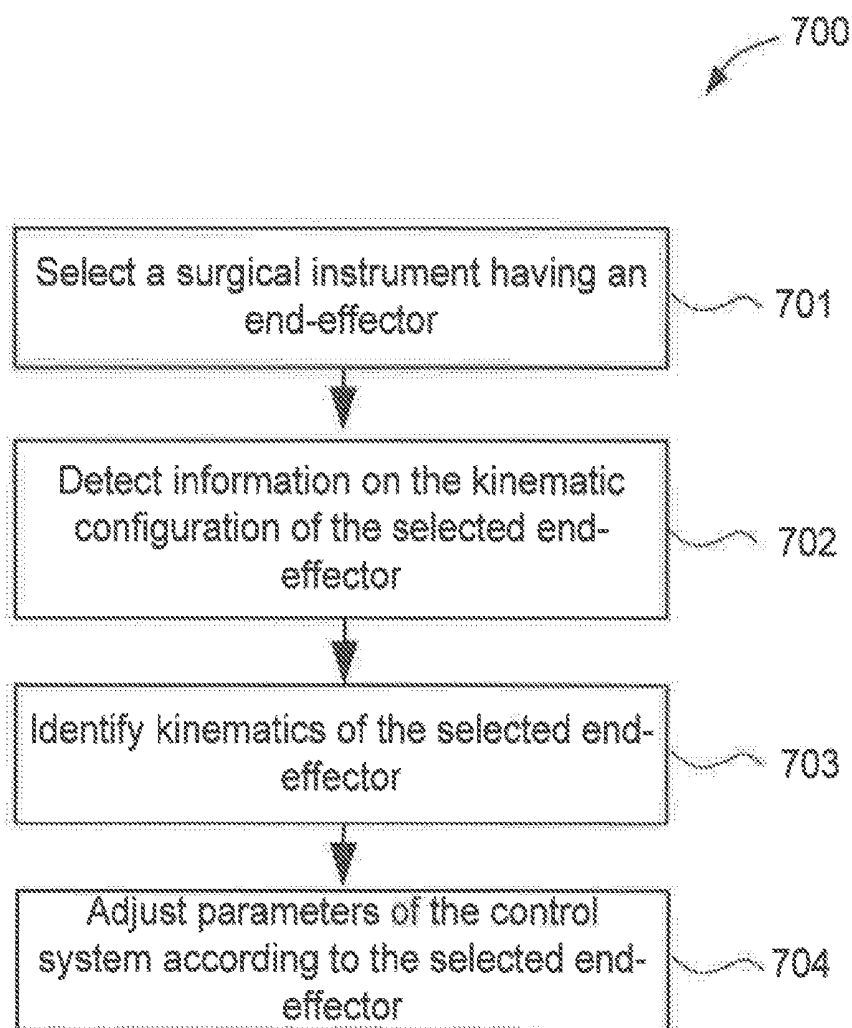 700
Select a surgical instrument having an
end-effector
701
Detect information on the kinematic
configuration of the selected end-
effector
702
Identify kinematics of the selected end-
effector
703
Adjust parameters of the control
system according to the selected end-
effector
704